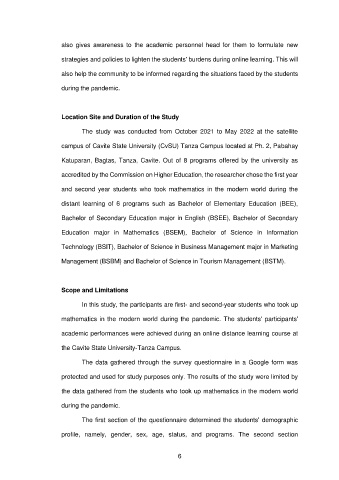 also gives awareness to the academic personnel head for them to formulate new
strategies and policies to lighten the students' burdens during online learning. This will
also help the community to be informed regarding the situations faced by the students
during the pandemic.
Location Site and Duration of the Study
The study was conducted from October 2021 to May 2022 at the satellite
campus of Cavite State University (CvSU) Tanza Campus located at Ph. 2, Pabahay
Katuparan, Bagtas, Tanza, Cavite. Out of 8 programs offered by the university as
accredited by the Commission on Higher Education, the researcher chose the first year
and second year students who took mathematics in the modern world during the
distant learning of 6 programs such as Bachelor of Elementary Education (BEE),
Bachelor of Secondary Education major in English (BSEE), Bachelor of Secondary
Education major in Mathematics (BSEM), Bachelor of Science in Information
Technology (BSIT), Bachelor of Science in Business Management major in Marketing
Management (BSBM) and Bachelor of Science in Tourism Management (BSTM).
Scope and Limitations
In this study, the participants are first- and second-year students who took up
mathematics in the modern world during the pandemic. The students' participants'
academic performances were achieved during an online distance learning course at
the Cavite State University-Tanza Campus.
The data gathered through the survey questionnaire in a Google form was
protected and used for study purposes only. The results of the study were limited by
the data gathered from the students who took up mathematics in the modern world
during the pandemic.
The first section of the questionnaire determined the students' demographic
profile, namely, gender, sex, age, status, and programs. The second section
6